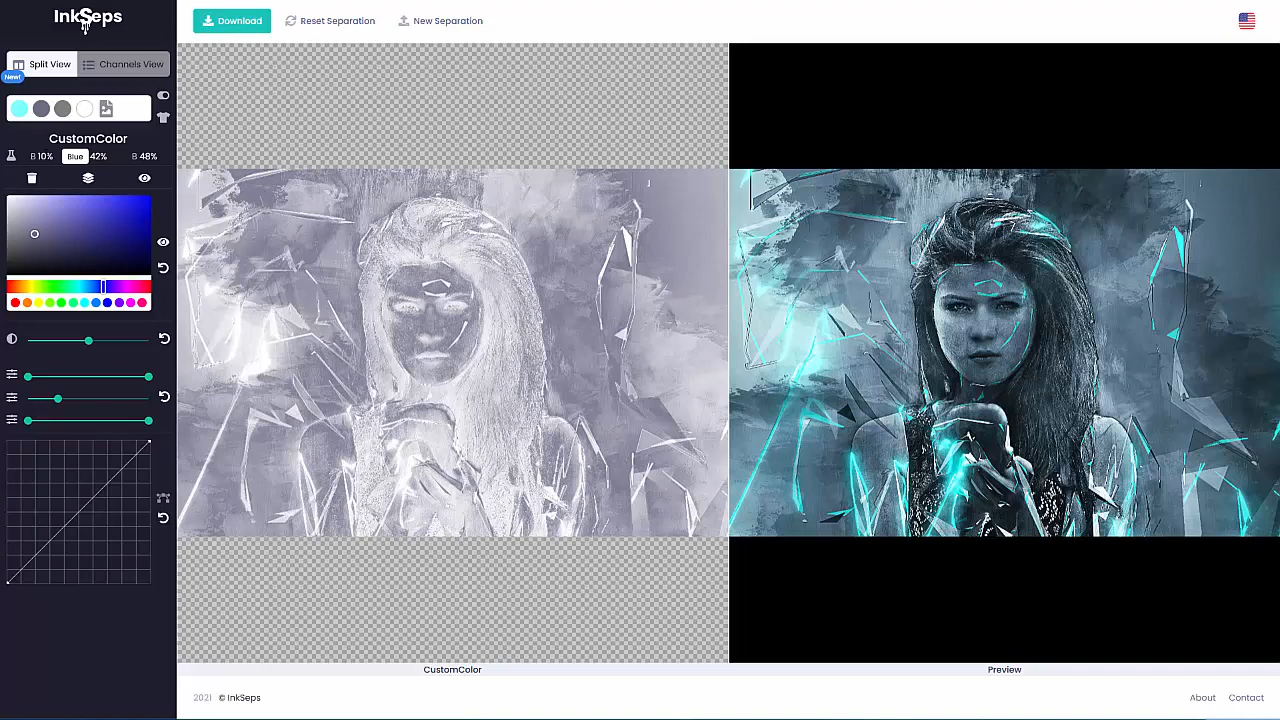 InkSeps
Download Reset Separation New Separation
Split View Channels View
New!
CustomColor
B 10% Blue 42% B 48%
CustomColor Preview
2021 © InkSeps About Contact